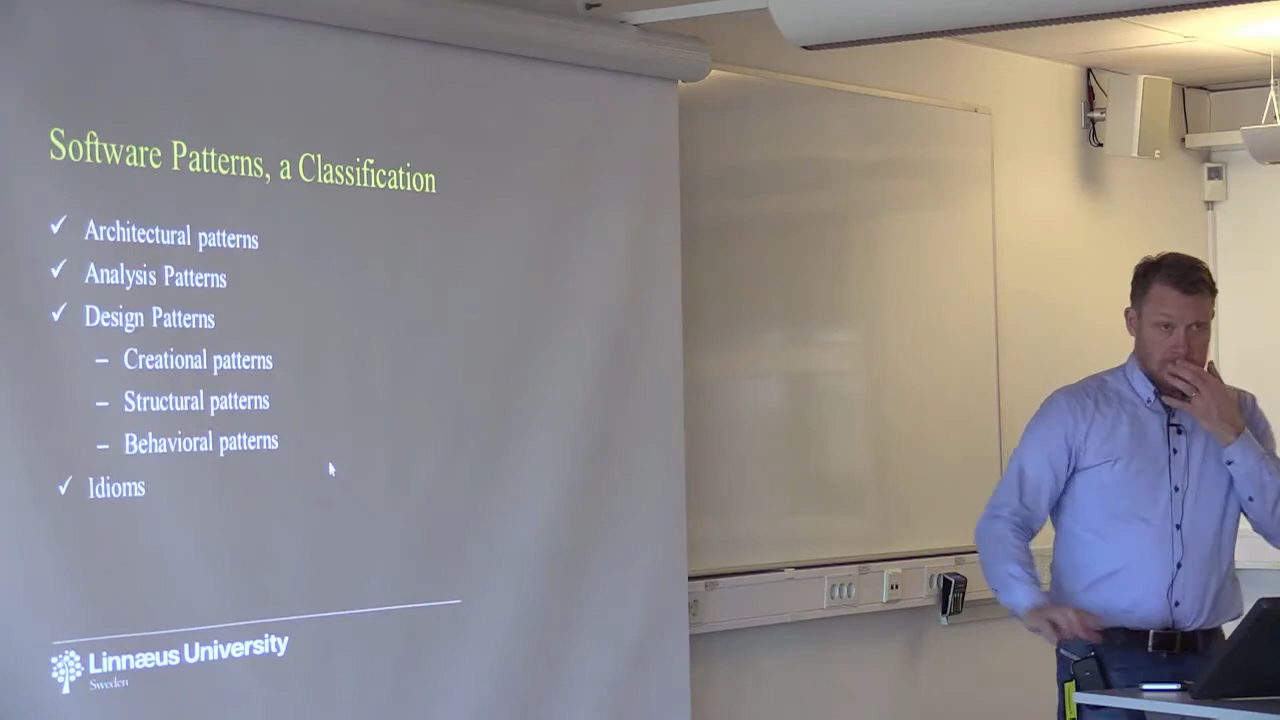 Software Patterns, a Classification
✓ Architectural patterns
✓ Analysis Patterns
✓ Design Patterns
– Creational patterns
– Structural patterns
– Behavioral patterns
✓ Idioms
Linnæus University
Sweden